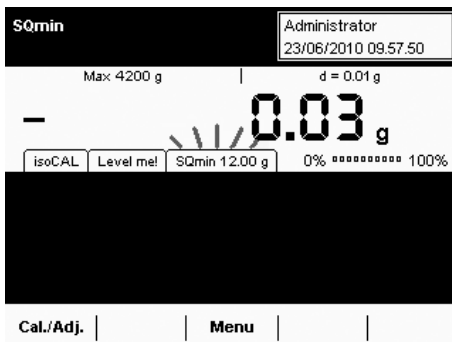 SQmin
Administrator
23/06/2010 09.57.50
Max 4200 g
d = 0.01 g
– 0.03 g
isoCAL Level me! SQmin 12.00 g 0% 100%
Cal./Adj. Menu